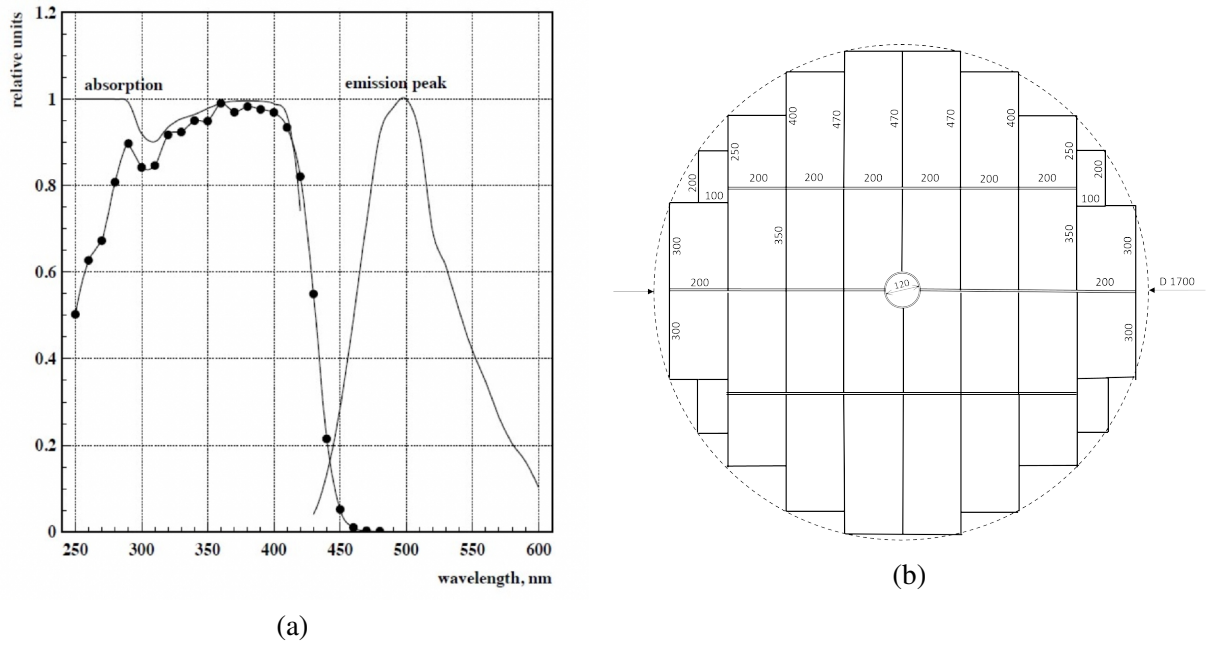 relative units
1.2
1
0.8
0.6
0.4
0.2
0
absorption
emission peak
250 300 350 400 450 500 550 600
wavelength, nm
(a)
400 470 470 470 400
250 250
200 200
200 200 200 200 200 200
100 100
300 350 350 300
200 120 200 D 1700
300 300
(b)